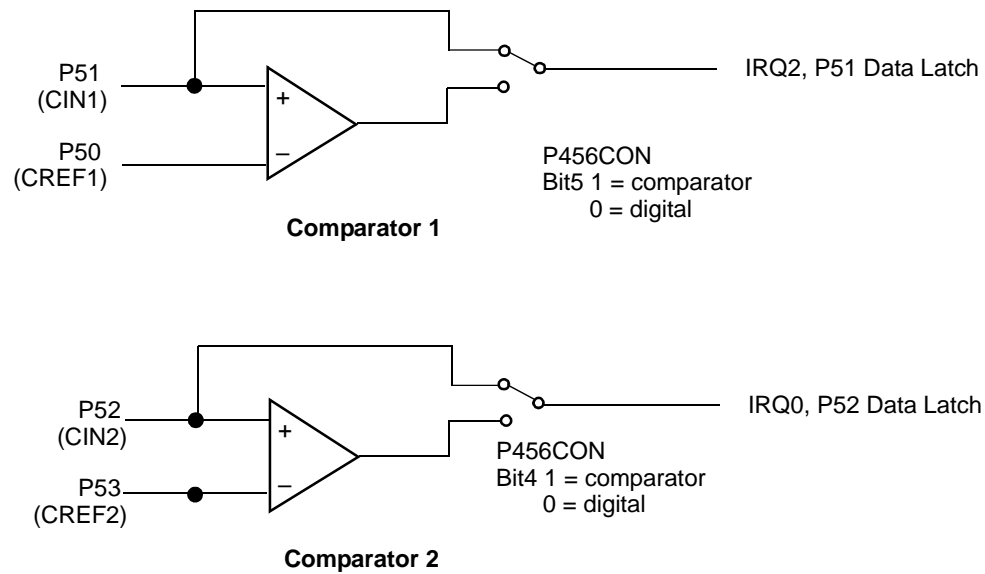 P51
(CIN1)
+
IRQ2, P51 Data Latch
P50
(CREF1)
–
P456CON
Bit5 1 = comparator
0 = digital
Comparator 1
P52
(CIN2)
+
IRQ0, P52 Data Latch
P53
(CREF2)
–
P456CON
Bit4 1 = comparator
0 = digital
Comparator 2